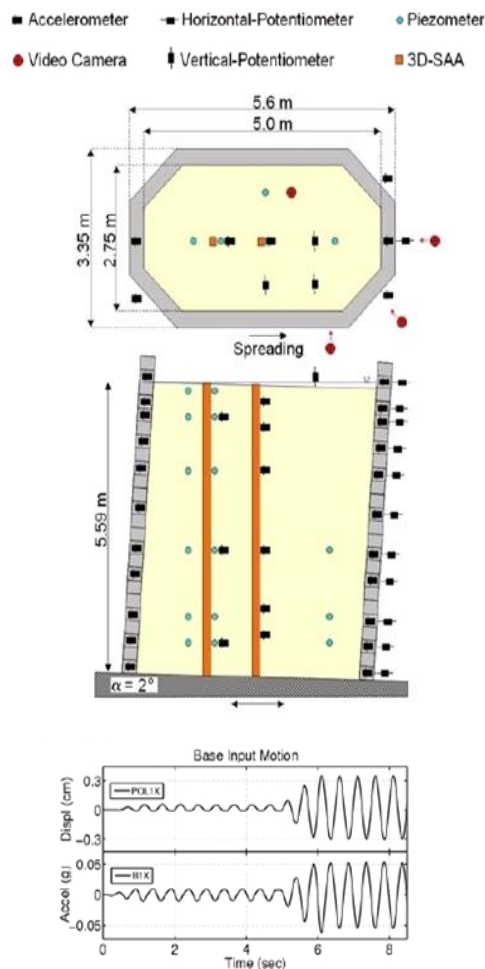 Accelerometer Horizontal-Potentiometer Piezometer
Video Camera Vertical-Potentiometer 3D-SAA
5.6 m
5.0 m
3.35 m
2.75 m
Spreading
5.59 m
α = 2°
Base Input Motion
Displ (cm)
0.3
0
−0.3
POL1X
Accel (g)
0.05
0
−0.05
B1X
0 2 4 6 8
Time (sec)